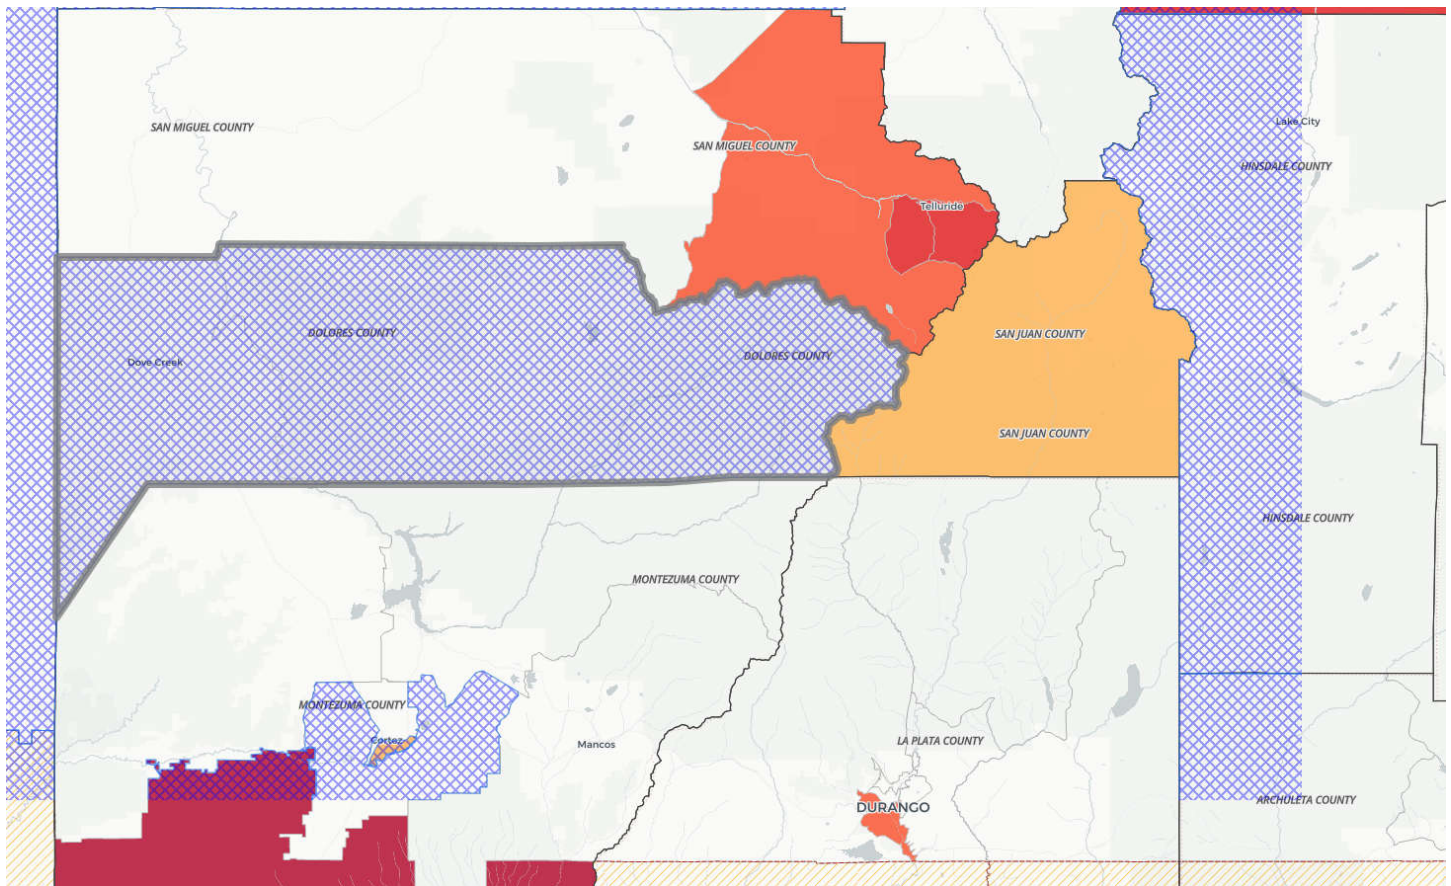 Lake City
SAN MIGUEL COUNTY
SAN MIGUEL COUNTY
HINSDALE COUNTY
Telluride
DOLORES COUNTY
SAN JUAN COUNTY
DOLORES COUNTY
Dove Creek
SAN JUAN COUNTY
HINSDALE COUNTY
MONTEZUMA COUNTY
MONTEZUMA COUNTY
Cortez
Mancos
LA PLATA COUNTY
ARCHULETA COUNTY
DURANGO